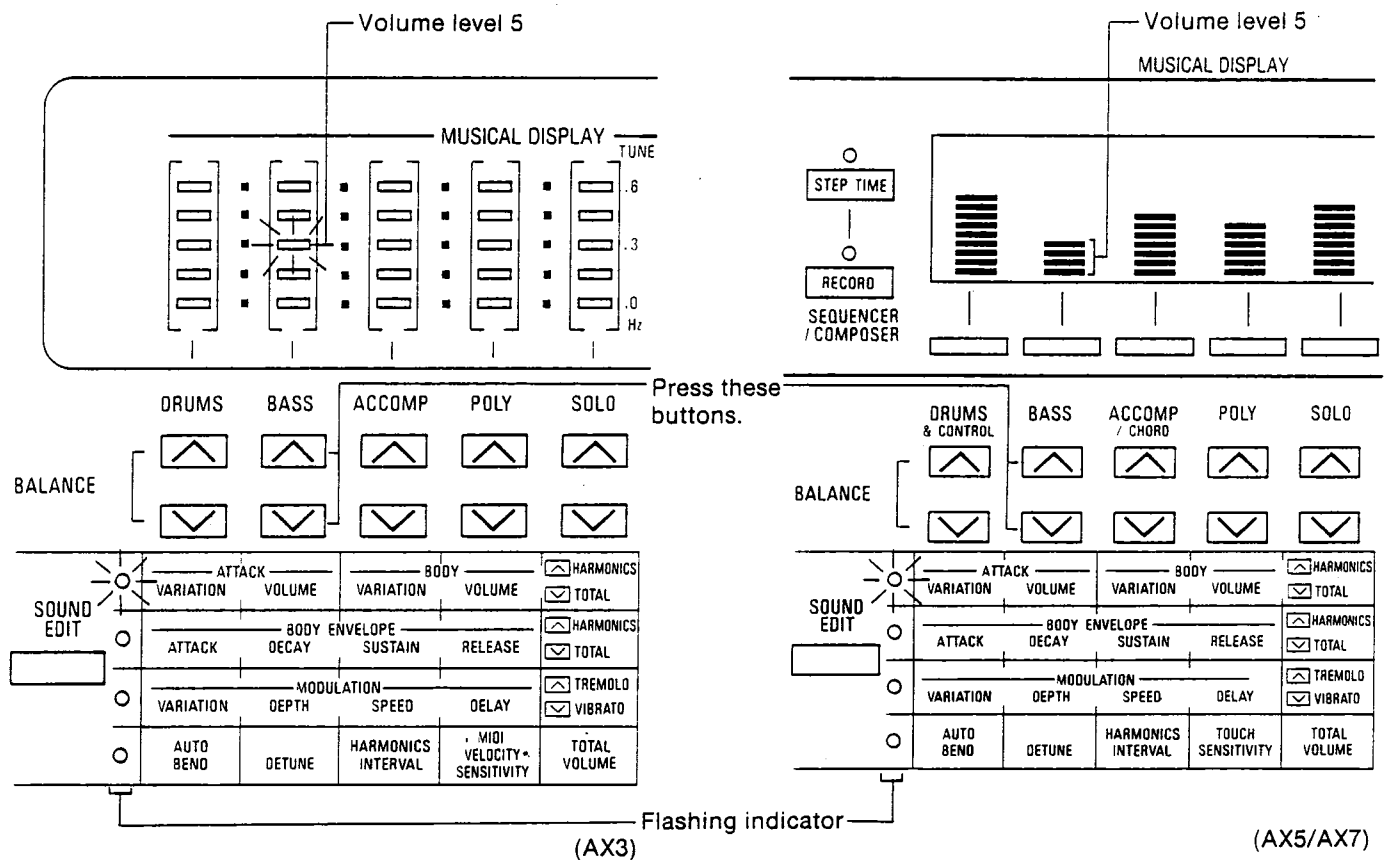 Volume level 5
MUSICAL DISPLAY
TUNE
.6
.3
.0
Hz
DRUMS BASS ACCOMP POLY SOLO
BALANCE
SOUND
EDIT
ATTACK BODY
VARIATION VOLUME VARIATION VOLUME
HARMONICS
TOTAL
BODY ENVELOPE
ATTACK DECAY SUSTAIN RELEASE
HARMONICS
TOTAL
MODULATION
VARIATION DEPTH SPEED DELAY
TREMOLO
VIBRATO
AUTO
BEND
DETUNE
HARMONICS
INTERVAL
MIDI
VELOCITY
SENSITIVITY
TOTAL
VOLUME
(AX3)
Press these
buttons.
Flashing indicator
Volume level 5
MUSICAL DISPLAY
STEP TIME
RECORD
SEQUENCER
/ COMPOSER
DRUMS
& CONTROL
BASS
ACCOMP
/ CHORD
POLY
SOLO
BALANCE
SOUND
EDIT
ATTACK BODY
VARIATION VOLUME VARIATION VOLUME
HARMONICS
TOTAL
BODY ENVELOPE
ATTACK DECAY SUSTAIN RELEASE
HARMONICS
TOTAL
MODULATION
VARIATION DEPTH SPEED DELAY
TREMOLO
VIBRATO
AUTO
BEND
DETUNE
HARMONICS
INTERVAL
TOUCH
SENSITIVITY
TOTAL
VOLUME
(AX5/AX7)